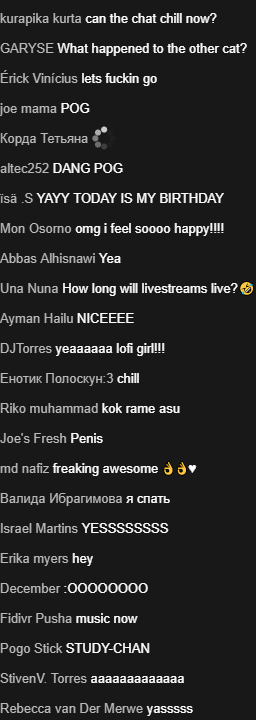 kurapika kurta can the chat chill now?
GARYSE What happened to the other cat?
Érick Vinícius lets fuckin go
joe mama POG
Корда Тетьяна
altec252 DANG POG
ïsä .S YAYY TODAY IS MY BIRTHDAY
Mon Osorno omg i feel soooo happy!!!!
Abbas Alhisnawi Yea
Una Nuna How long will livestreams live?🤣
Ayman Hailu NICEEEE
DJTorres yeaaaaaa lofi girl!!!
Енотик Полоскун:3 chill
Riko muhammad kok rame asu
Joe's Fresh Penis
md nafiz freaking awesome 👌👌♥
Валида Ибрагимова я спать
Israel Martins YESSSSSSSS
Erika myers hey
December :OOOOOOOO
Fidivr Pusha music now
Pogo Stick STUDY-CHAN
StivenV. Torres aaaaaaaaaaaaa
Rebecca van Der Merwe yasssss